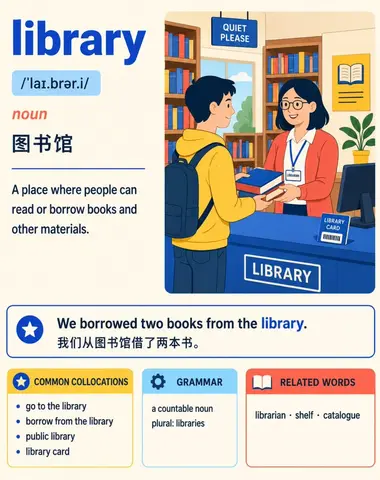 library
/ˈlaɪ.brər.i/
noun
图书馆
A place where people can
read or borrow books and
other materials.
QUIET
PLEASE
LIBRARIAN
LIBRARY
CARD
LIBRARY
We borrowed two books from the library.
我们从图书馆借了两本书。
COMMON COLLOCATIONS
• go to the library
• borrow from the library
• public library
• library card
GRAMMAR
a countable noun
plural: libraries
RELATED WORDS
librarian · shelf · catalogue